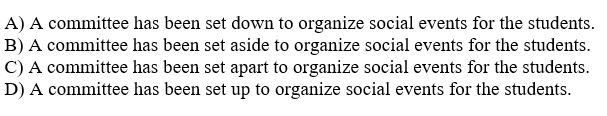 A) A committee has been set down to organize social events for the students.
B) A committee has been set aside to organize social events for the students.
C) A committee has been set apart to organize social events for the students.
D) A committee has been set up to organize social events for the students.